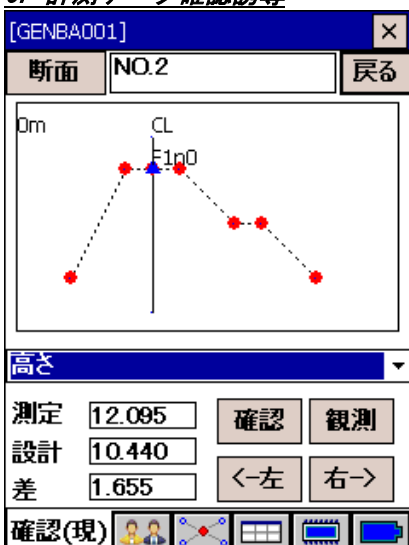 [GENBA001]
断面 NO.2 戻る
0m CL
高さ
測定 12.095 確認 観測
設計 10.440
差 1.655 <-左 右->
確認(現)